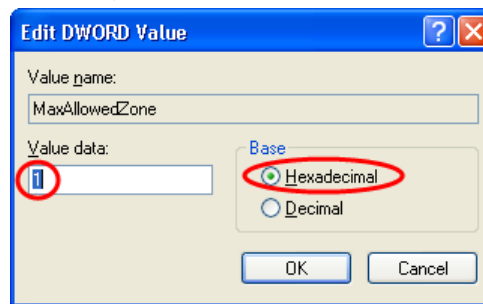 Edit DWORD Value
?
Value name:
MaxAllowedZone
Value data:
1
Base
Hexadecimal
Decimal
OK
Cancel